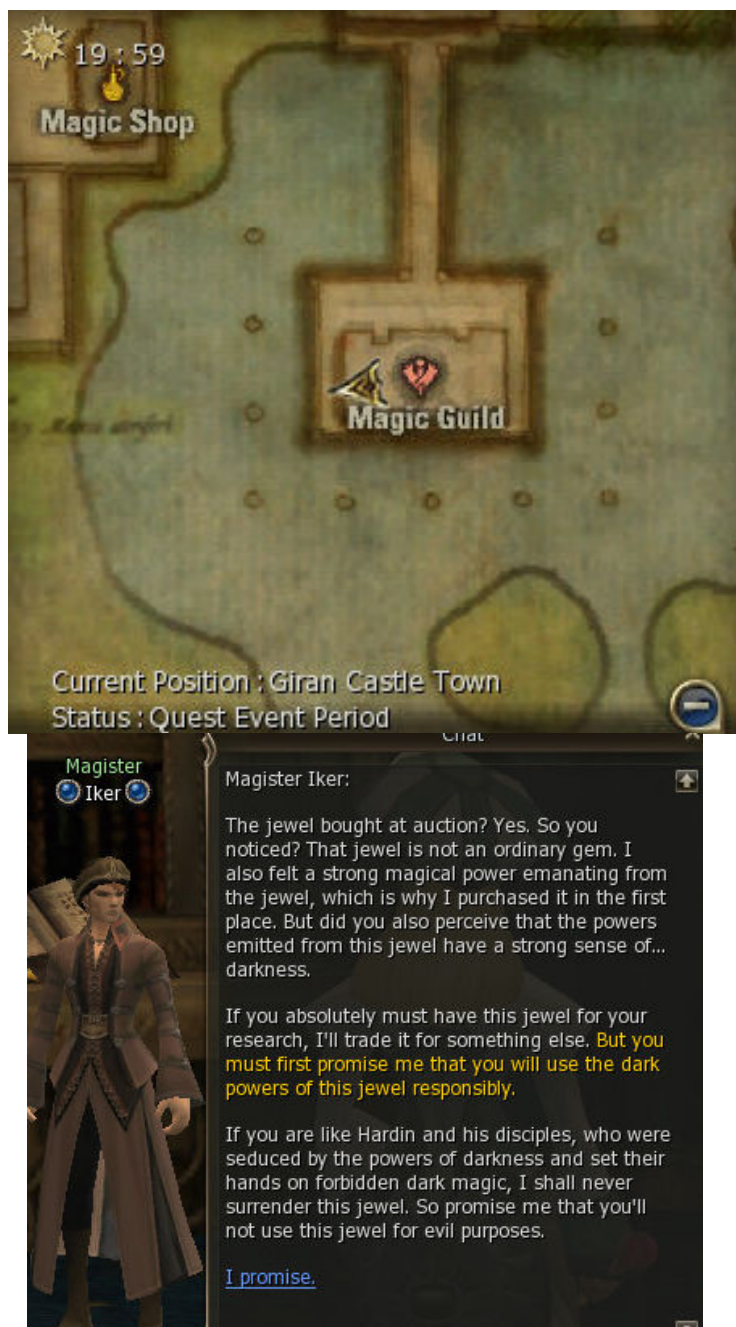 19 : 59
Magic Shop
Magic Guild
Current Position : Giran Castle Town
Status : Quest Event Period
Chat
Magister
Iker
Magister Iker:
The jewel bought at auction? Yes. So you
noticed? That jewel is not an ordinary gem. I
also felt a strong magical power emanating from
the jewel, which is why I purchased it in the first
place. But did you also perceive that the powers
emitted from this jewel have a strong sense of...
darkness.
If you absolutely must have this jewel for your
research, I'll trade it for something else. But you
must first promise me that you will use the dark
powers of this jewel responsibly.
If you are like Hardin and his disciples, who were
seduced by the powers of darkness and set their
hands on forbidden dark magic, I shall never
surrender this jewel. So promise me that you'll
not use this jewel for evil purposes.
I promise.